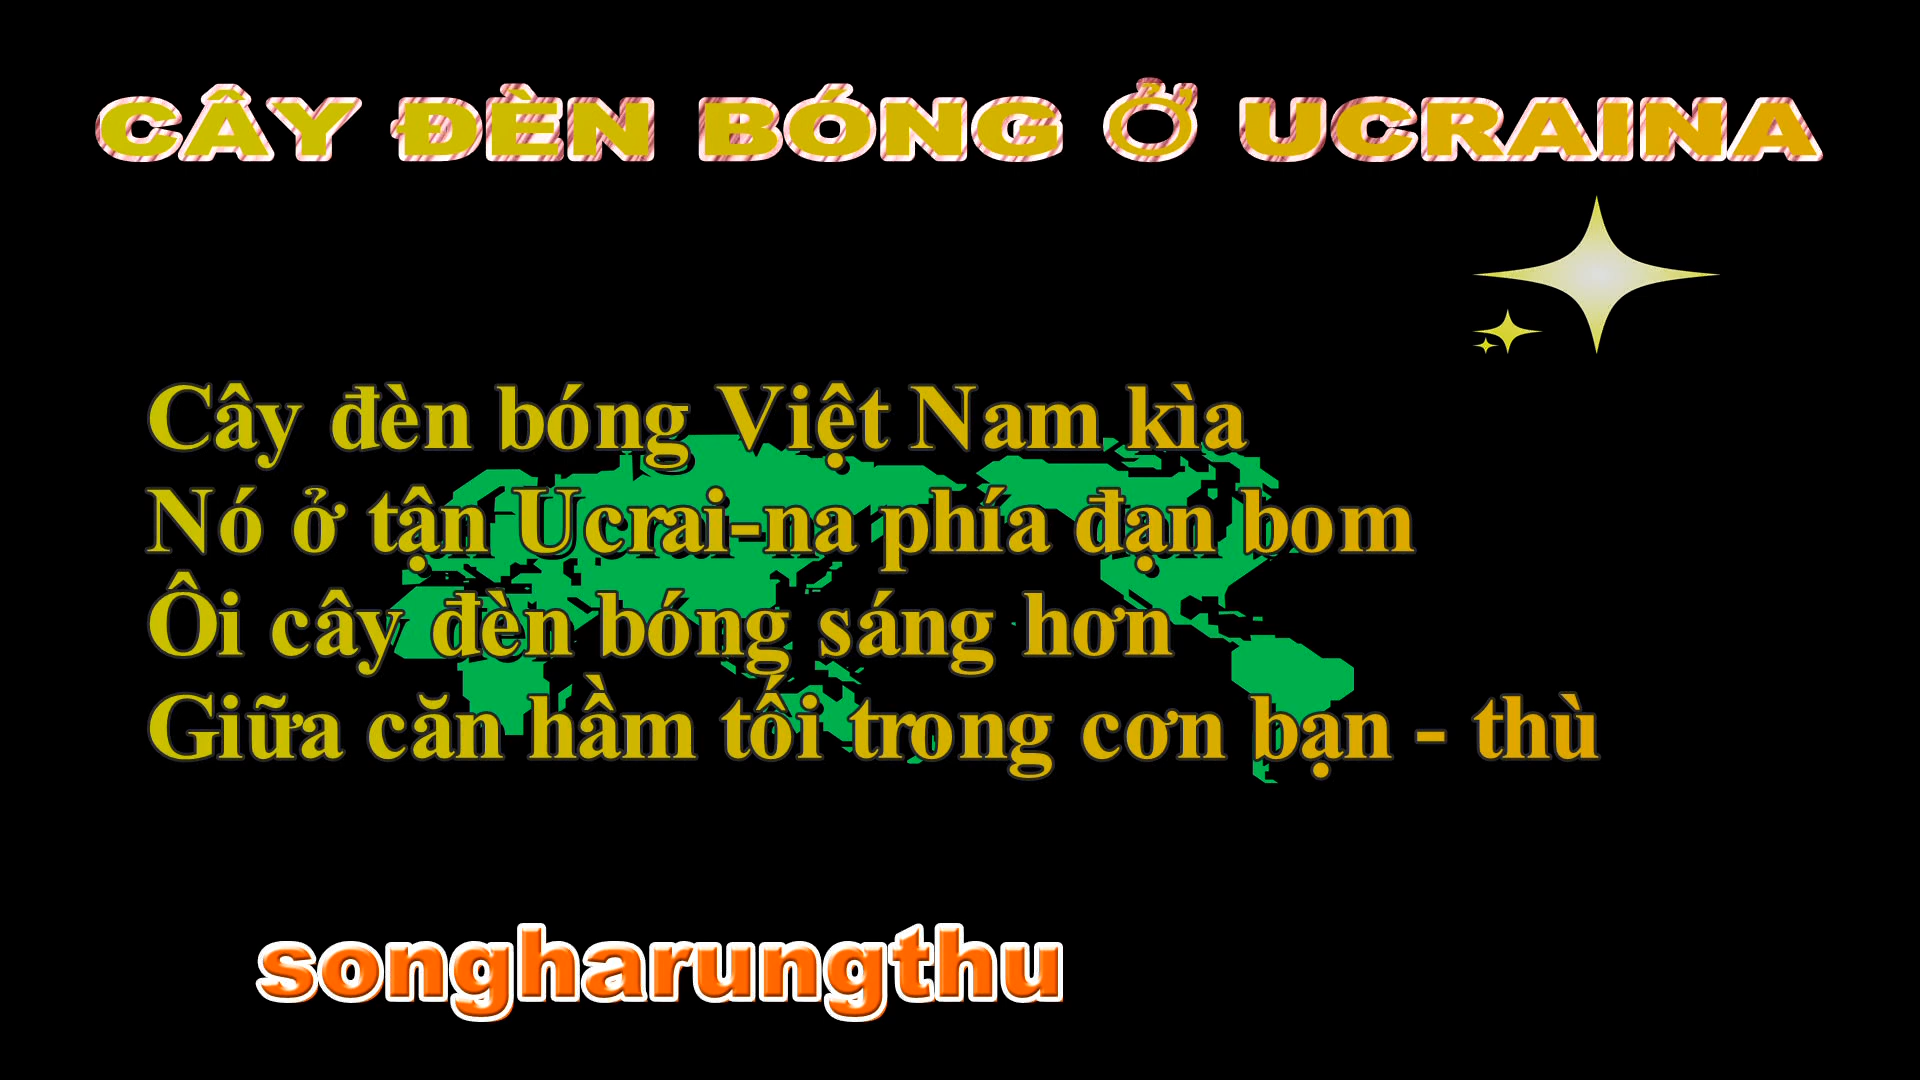 CÂY ĐÈN BÓNG Ở UCRAINA
Cây đèn bóng Việt Nam kìa
Nó ở tận Ucrai-nạ phía đạn bom
Ôi cây đèn bóng sáng hơn
Giữa căn hầm tối trong cơn bạn - thù
songharungthu